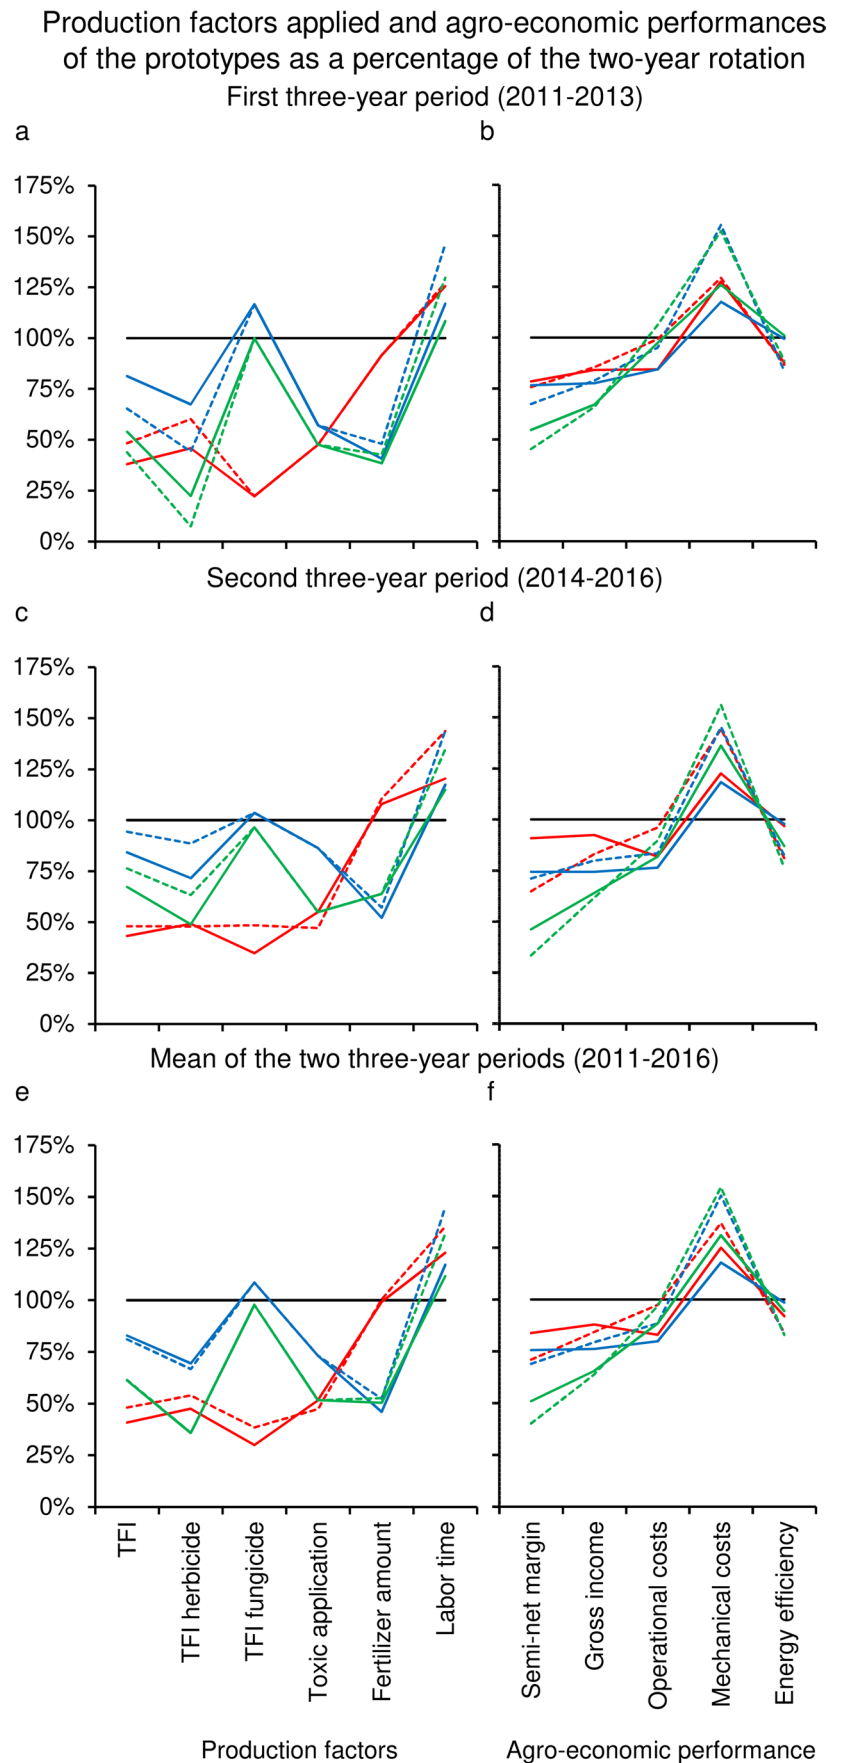 Production factors applied and agro-economic performances
of the prototypes as a percentage of the two-year rotation
First three-year period (2011-2013)
a
b
175%
150%
125%
100%
75%
50%
25%
0%
Second three-year period (2014-2016)
c
d
175%
150%
125%
100%
75%
50%
25%
0%
Mean of the two three-year periods (2011-2016)
e
f
175%
150%
125%
100%
75%
50%
25%
0%
TFI
TFI herbicide
TFI fungicide
Toxic application
Fertilizer amount
Labor time
Semi-net margin
Gross income
Operational costs
Mechanical costs
Energy efficiency
Production factors
Agro-economic performance